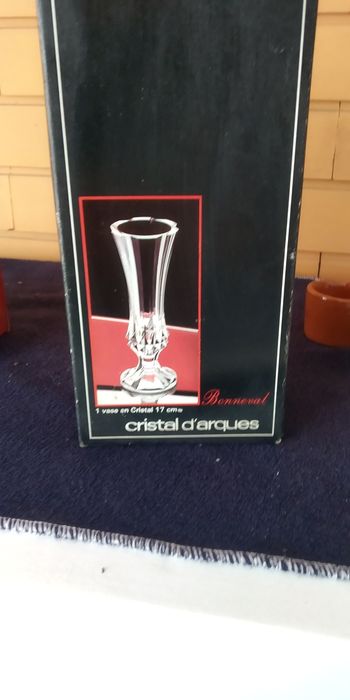 Bonneval
1 vase en Cristal 17 cm
cristal d'arques